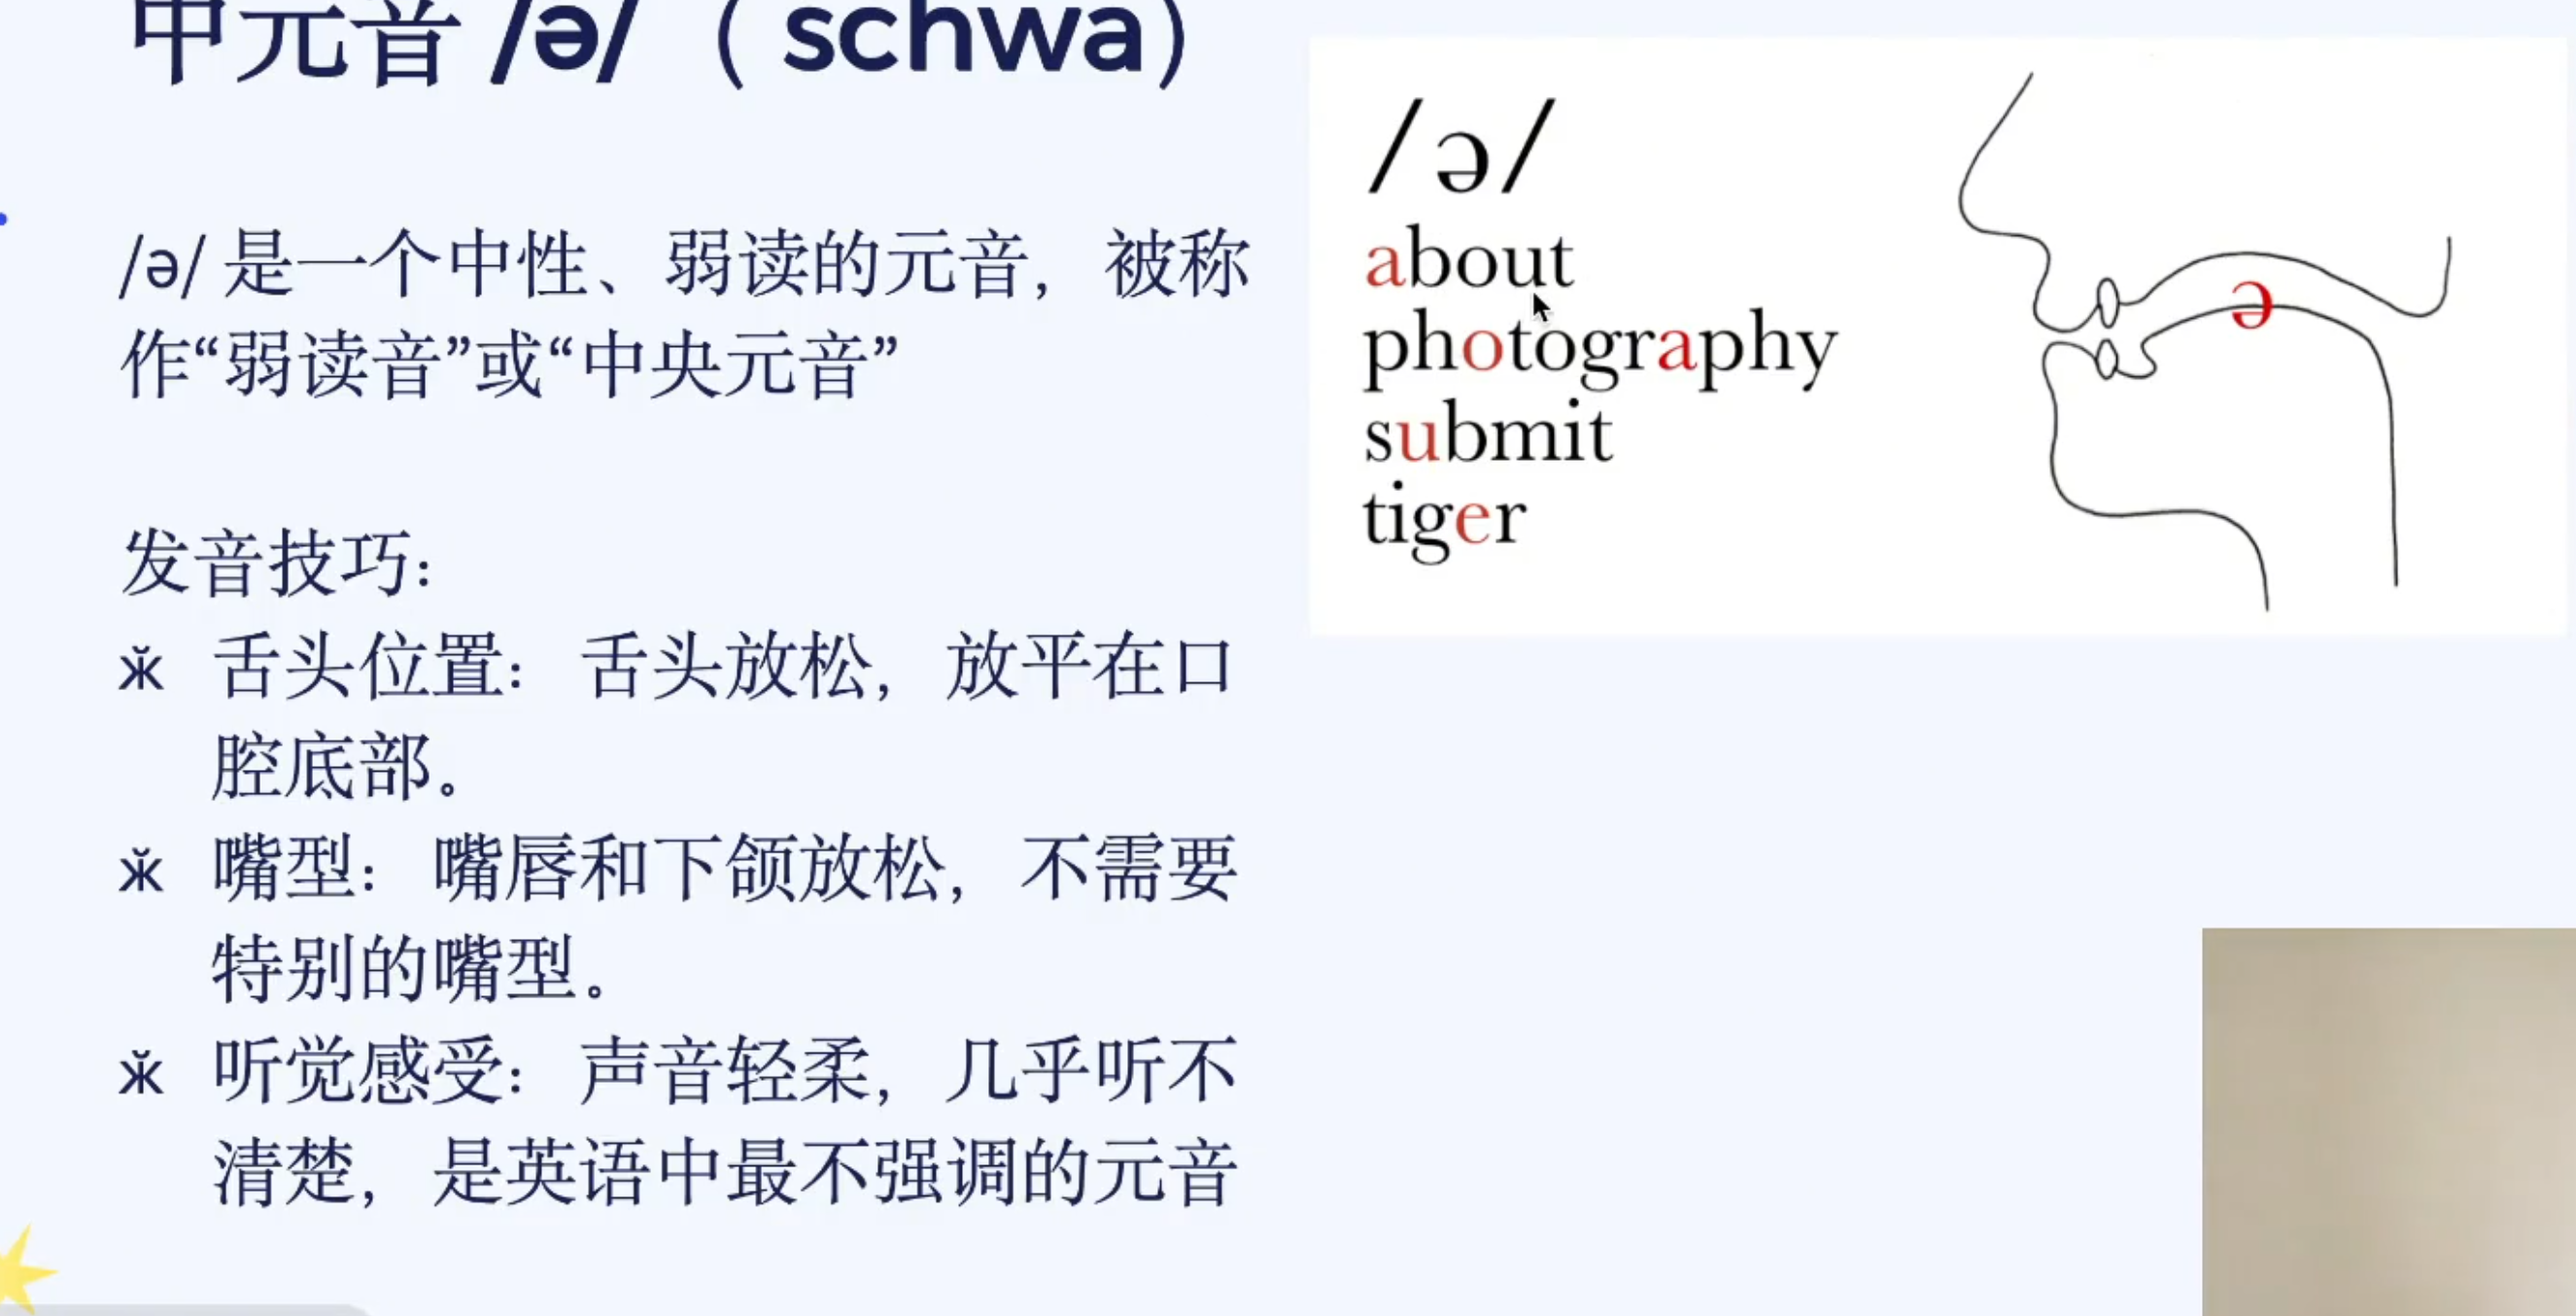 中元音 /ə/（ schwa）
/ə/ 是一个中性、弱读的元音，被称
作“弱读音”或“中央元音”
发音技巧：
ӝ 舌头位置：舌头放松，放平在口
腔底部。
ӝ 嘴型：嘴唇和下颌放松，不需要
特别的嘴型。
ӝ 听觉感受：声音轻柔，几乎听不
清楚，是英语中最不强调的元音
/ə/
about
photography
submit
tiger
ə